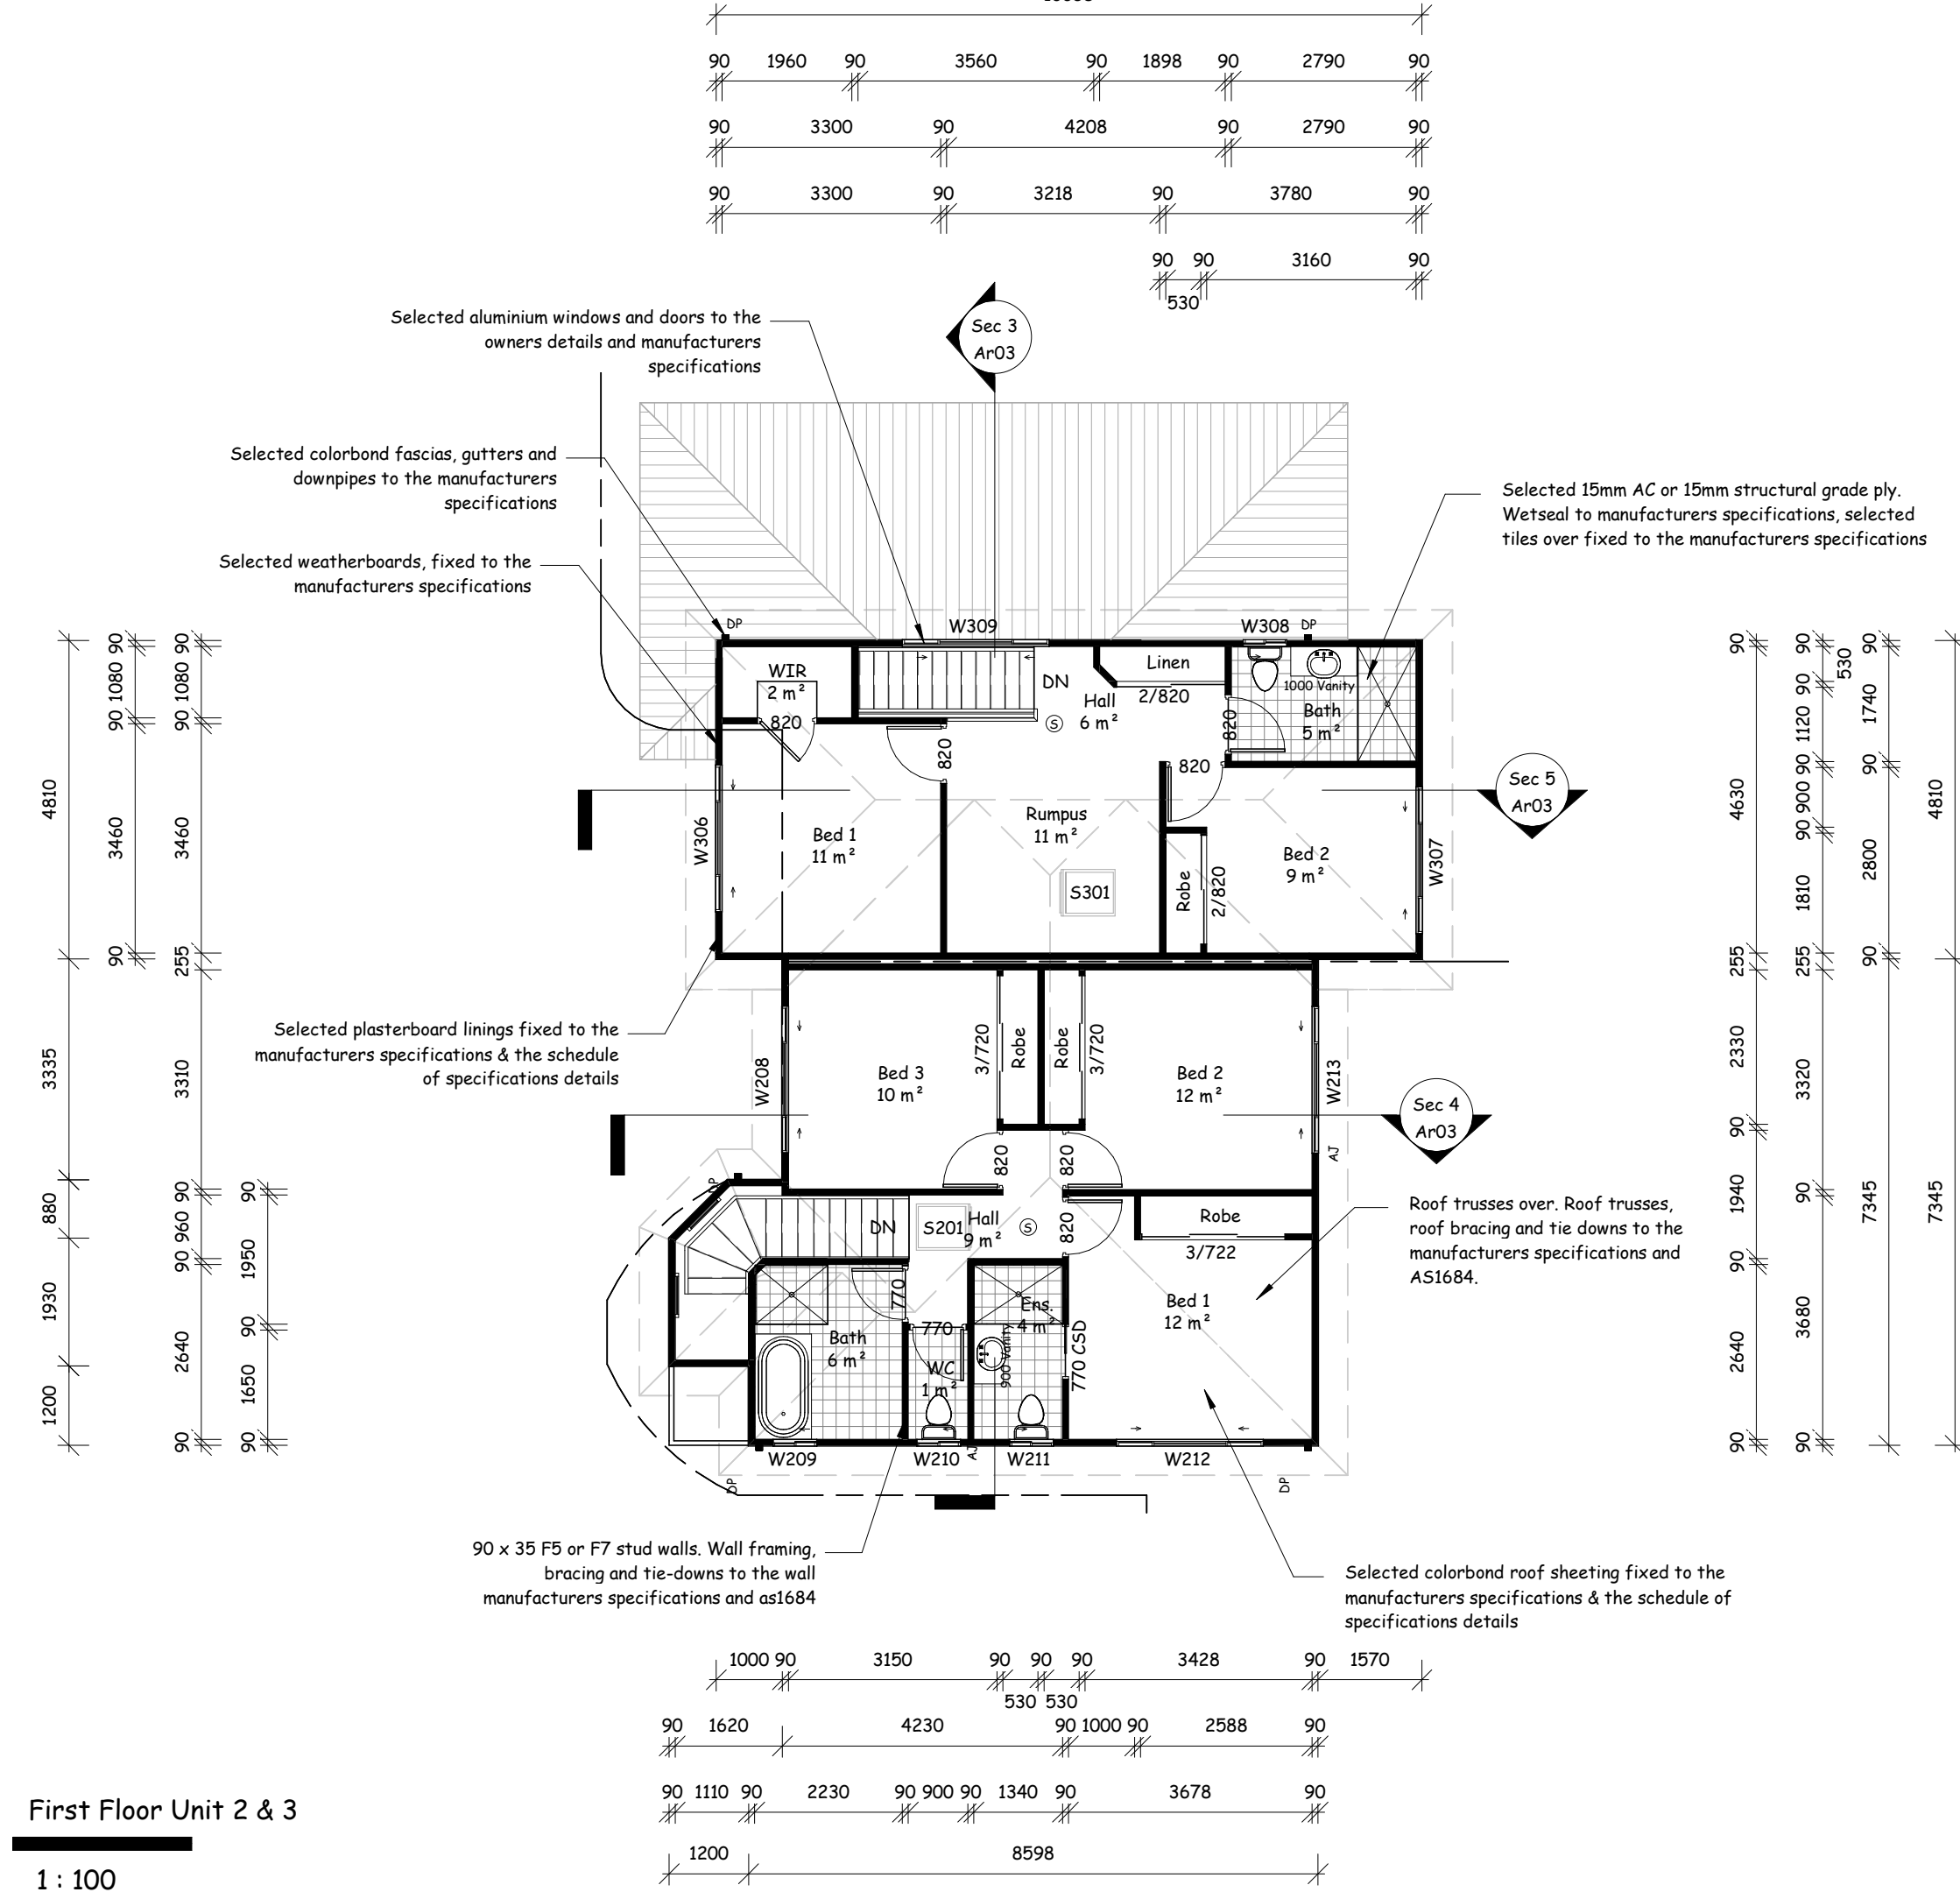 90 1960 90 3560 90 1898 90 2790 90
90 3300 90 4208 90 2790 90
90 3300 90 3218 90 3780 90
90 90 3160 90
530
Selected aluminium windows and doors to the
owners details and manufacturers
specifications
Sec 3
Ar03
Selected colorbond fascias, gutters and
downpipes to the manufacturers
specifications
Selected 15mm AC or 15mm structural grade ply.
Wetseal to manufacturers specifications, selected
tiles over fixed to the manufacturers specifications
Selected weatherboards, fixed to the
manufacturers specifications
DP
W309
W308
DP
WIR
2 m²
820
DN
Linen
2/820
Hall
6 m²
S
1000 Vanity
Bath
5 m²
820
820
820
Sec 5
Ar03
W306
Bed 1
11 m²
Rumpus
11 m²
S301
Robe
2/820
Bed 2
9 m²
W307
4810
3335
880
1930
1200
90 1080 90 3460 90
90 1080 90 3460 255 3310 90 960 90 2640 90
90 1950 90 1650 90
90 4630 255 2330 90 1940 90 2640 90
90 530 90 1120 90 900 90 1810 255 3320 90 3680 90
90 1740 90 2800 90 7345
4810
7345
Selected plasterboard linings fixed to the
manufacturers specifications & the schedule
of specifications details
W208
Bed 3
10 m²
3/720
Robe
Robe
3/720
Bed 2
12 m²
W213
AJ
Sec 4
Ar03
820
820
DP
DN
S201
Hall
9 m²
S
820
Robe
3/722
Roof trusses over. Roof trusses,
roof bracing and tie downs to the
manufacturers specifications and
AS1684.
770
Bath
6 m²
770
WC
1 m²
Ens.
4 m²
900 Vanity
770 CSD
Bed 1
12 m²
W209
W210
AJ
W211
W212
DP
DP
90 x 35 F5 or F7 stud walls. Wall framing,
bracing and tie-downs to the wall
manufacturers specifications and as1684
Selected colorbond roof sheeting fixed to the
manufacturers specifications & the schedule of
specifications details
1000 90 3150 90 90 90 3428 90 1570
530 530
90 1620 4230 90 1000 90 2588 90
90 1110 90 2230 90 900 90 1340 90 3678 90
1200 8598
First Floor Unit 2 & 3
1 : 100